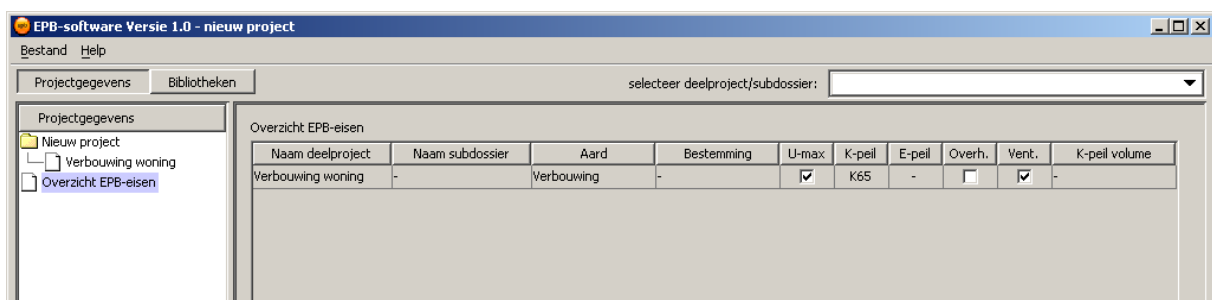 EPB-software Versie 1.0 - nieuw project
Bestand Help
Projectgegevens Bibliotheken selecteer deelproject/subdossier:
Projectgegevens
Nieuw project
Verbouwing woning
Overzicht EPB-eisen
Overzicht EPB-eisen
Naam deelproject Naam subdossier Aard Bestemming U-max K-peil E-peil Overh. Vent. K-peil volume
Verbouwing woning - Verbouwing - K65 - -